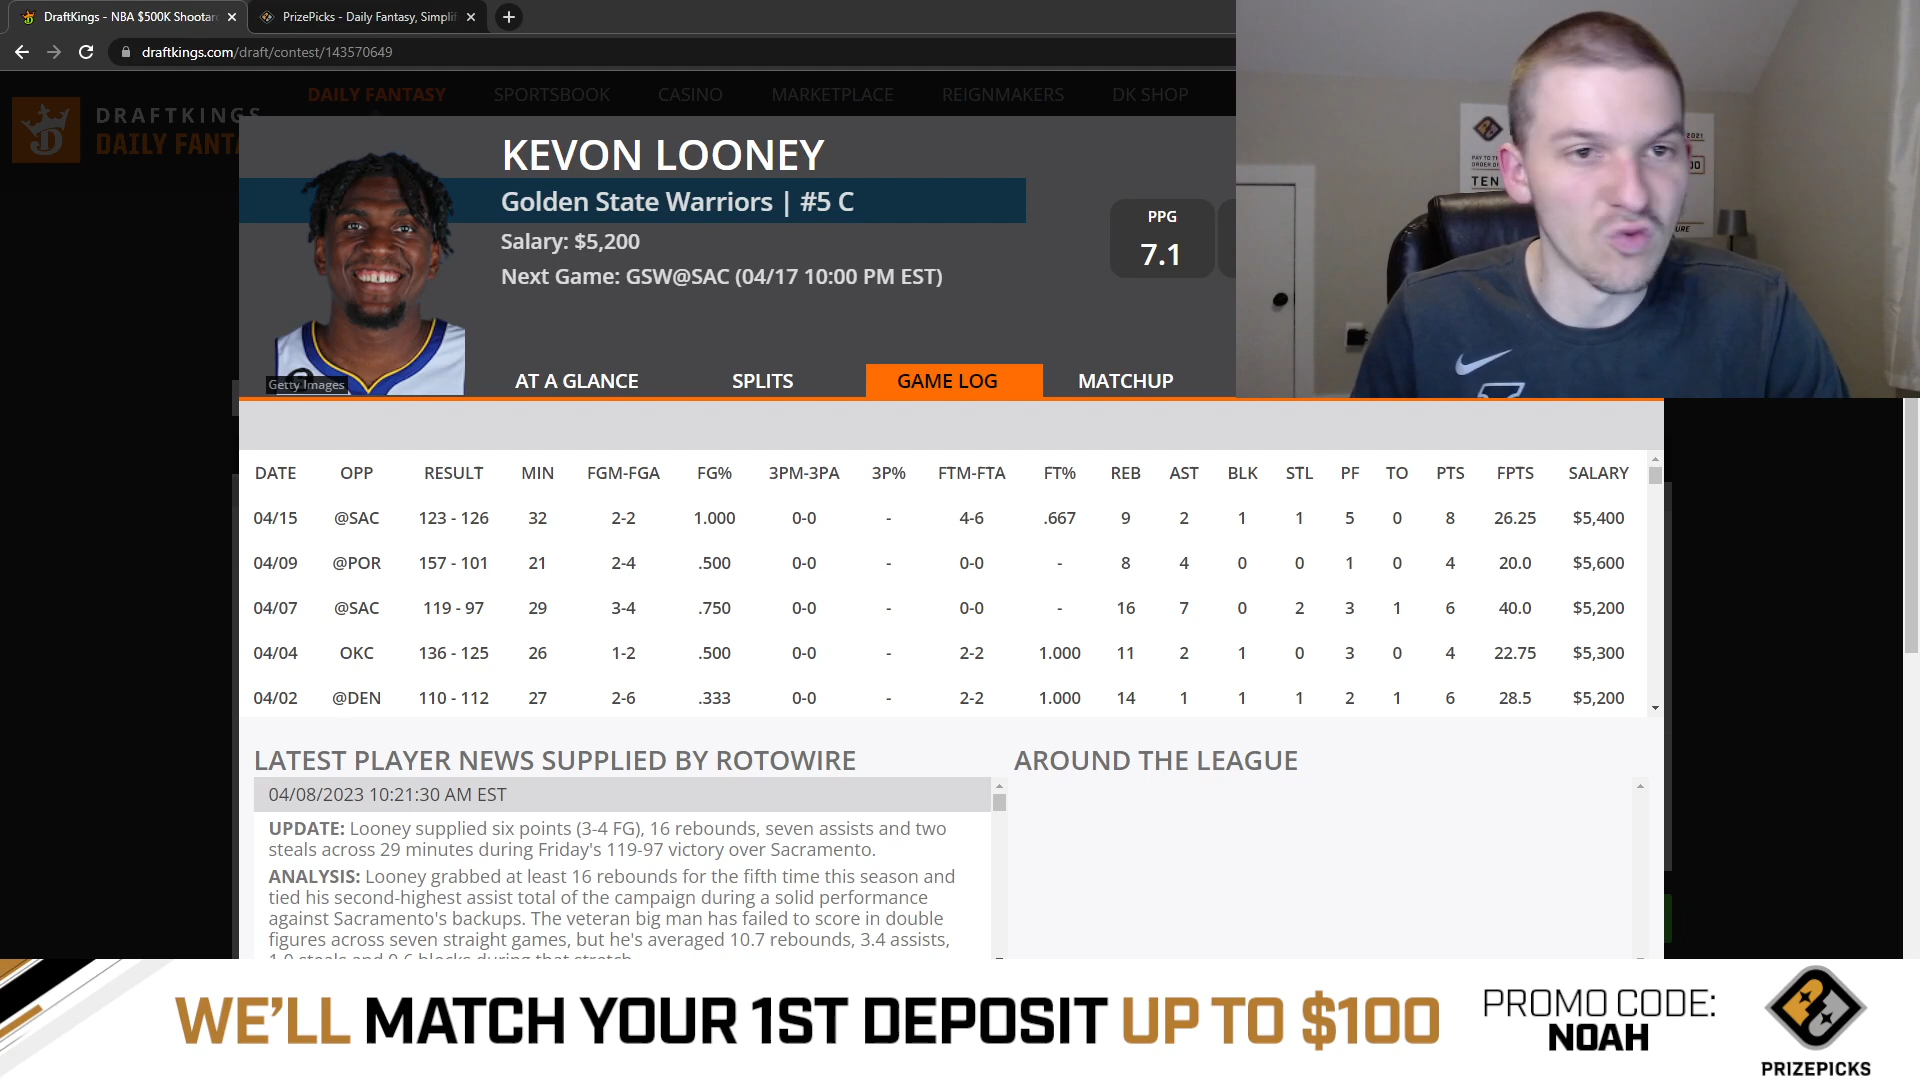 DraftKings - NBA $500K Shootar
PrizePicks - Daily Fantasy, Simplif
draftkings.com/draft/contest/143570649
DRAFTKINGS
DAILY FANTA
DAILY FANTASY SPORTSBOOK CASINO MARKETPLACE REIGNMAKERS DK SHOP
KEVON LOONEY
Golden State Warriors | #5 C
Salary: $5,200
Next Game: GSW@SAC (04/17 10:00 PM EST)
PPG
7.1
Getty Images
AT A GLANCE SPLITS GAME LOG MATCHUP
2021
TEN
DATE OPP RESULT MIN FGM-FGA FG% 3PM-3PA 3P% FTM-FTA FT% REB AST BLK STL PF TO PTS FPTS SALARY
04/15 @SAC 123 - 126 32 2-2 1.000 0-0 - 4-6 .667 9 2 1 1 5 0 8 26.25 $5,400
04/09 @POR 157 - 101 21 2-4 .500 0-0 - 0-0 - 8 4 0 0 1 0 4 20.0 $5,600
04/07 @SAC 119 - 97 29 3-4 .750 0-0 - 0-0 - 16 7 0 2 3 1 6 40.0 $5,200
04/04 OKC 136 - 125 26 1-2 .500 0-0 - 2-2 1.000 11 2 1 0 3 0 4 22.75 $5,300
04/02 @DEN 110 - 112 27 2-6 .333 0-0 - 2-2 1.000 14 1 1 1 2 1 6 28.5 $5,200
LATEST PLAYER NEWS SUPPLIED BY ROTOWIRE
04/08/2023 10:21:30 AM EST
UPDATE: Looney supplied six points (3-4 FG), 16 rebounds, seven assists and two
steals across 29 minutes during Friday's 119-97 victory over Sacramento.
ANALYSIS: Looney grabbed at least 16 rebounds for the fifth time this season and
tied his second-highest assist total of the campaign during a solid performance
against Sacramento's backups. The veteran big man has failed to score in double
figures across seven straight games, but he's averaged 10.7 rebounds, 3.4 assists,
1.0 steals and 0.6 blocks during that stretch.
AROUND THE LEAGUE
WE'LL MATCH YOUR 1ST DEPOSIT UP TO $100
PROMO CODE:
NOAH
PRIZEPICKS